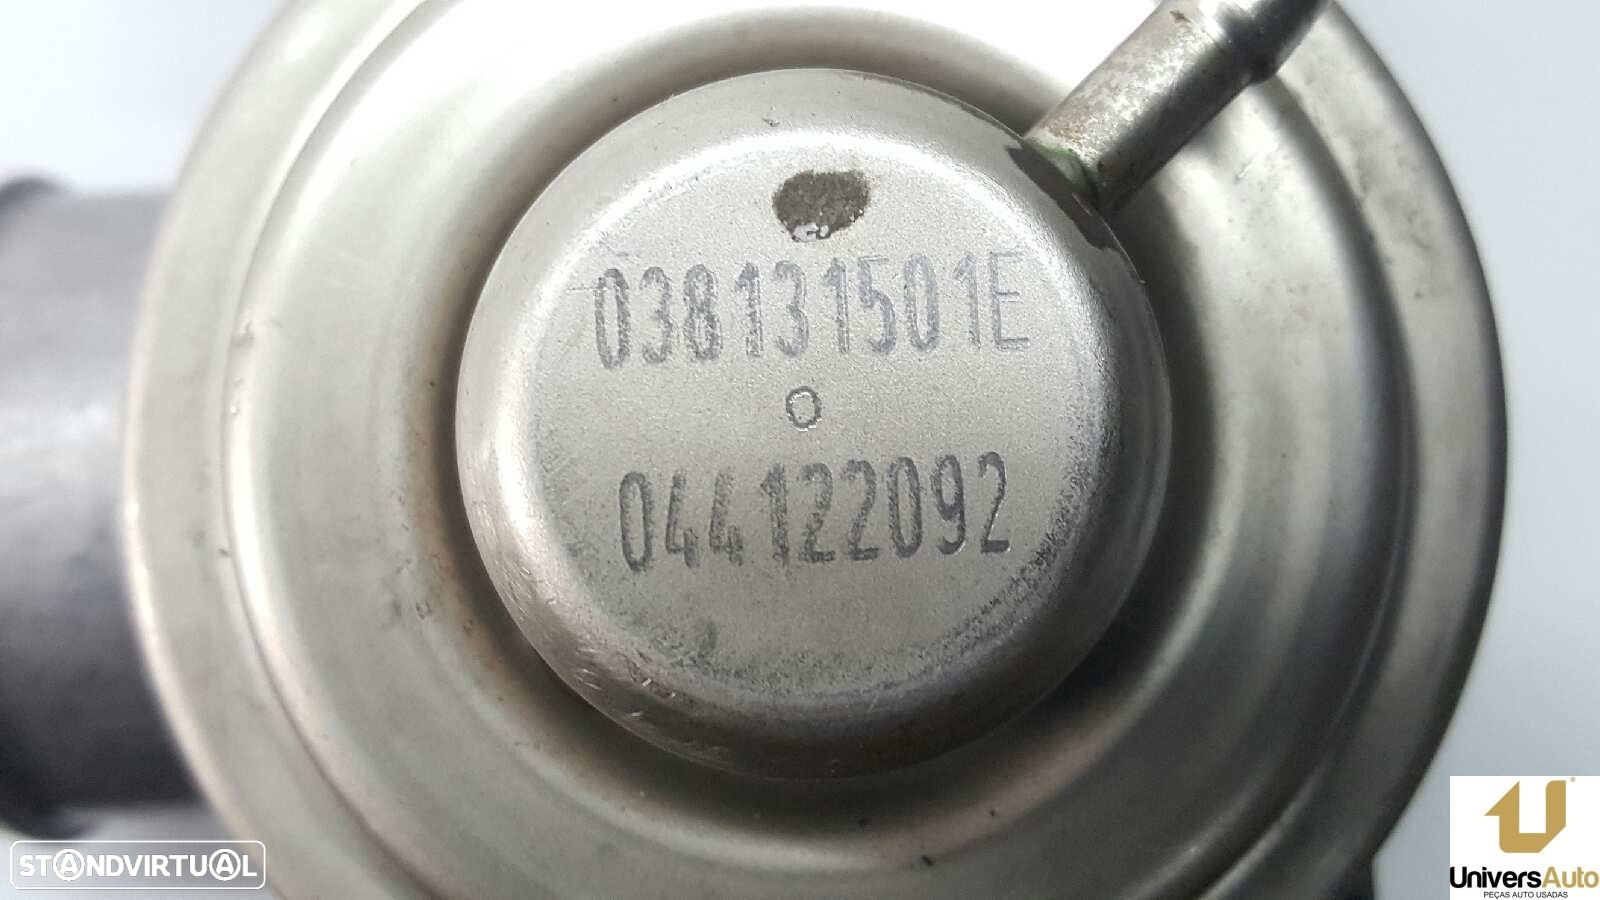 038131501E
O
044122092
STANDVIRTUAL
UniversAuto
PEÇAS AUTO USADAS